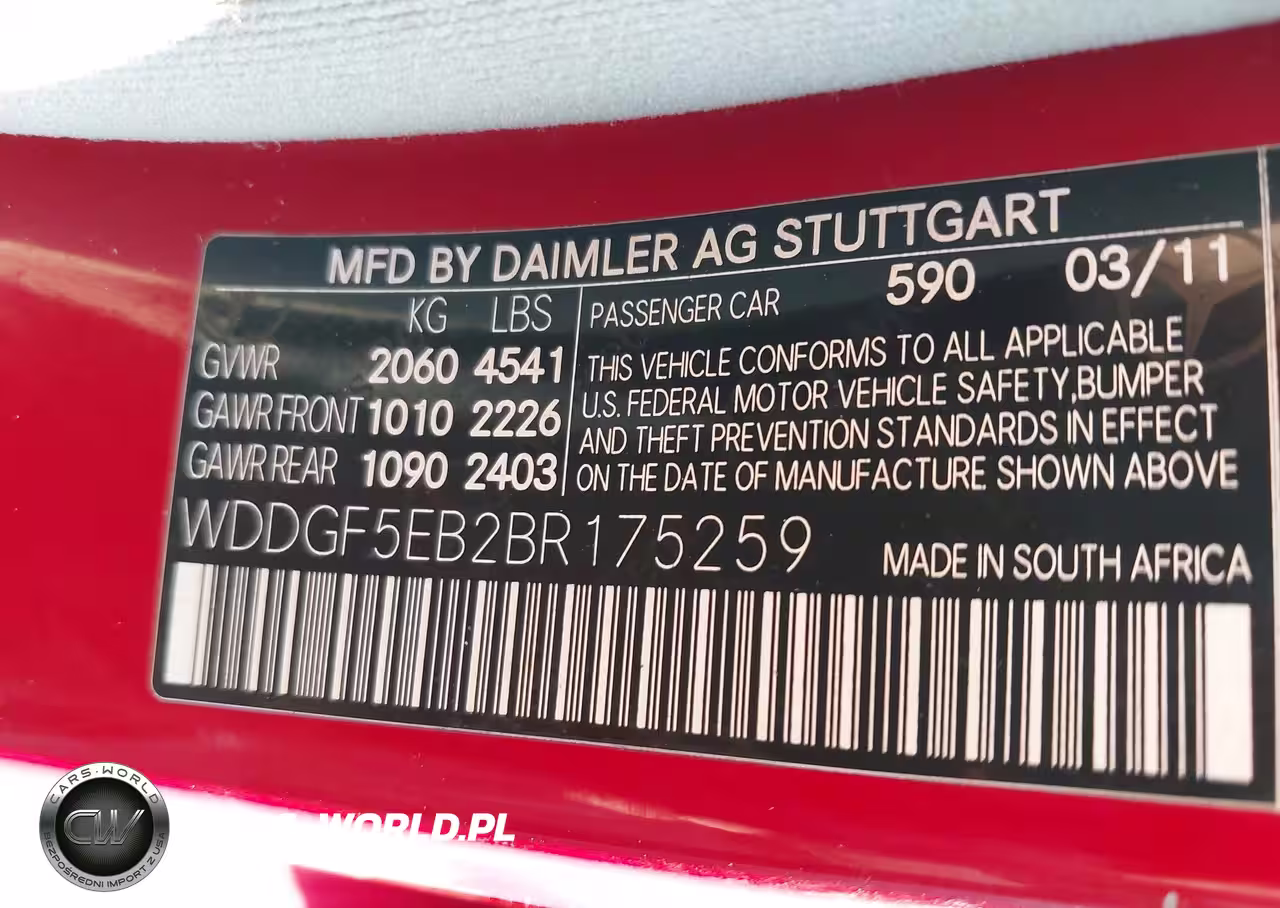 MFD BY DAIMLER AG STUTTGART
KG LBS
GVWR 2060 4541
GAWR FRONT 1010 2226
GAWR REAR 1090 2403
PASSENGER CAR 590 03/11
THIS VEHICLE CONFORMS TO ALL APPLICABLE
U.S. FEDERAL MOTOR VEHICLE SAFETY,BUMPER
AND THEFT PREVENTION STANDARDS IN EFFECT
ON THE DATE OF MANUFACTURE SHOWN ABOVE
WDDGF5EB2BR175259
MADE IN SOUTH AFRICA
CARS-WORLD
CW
BEZPOŚREDNI IMPORT Z USA
WORLD.PL